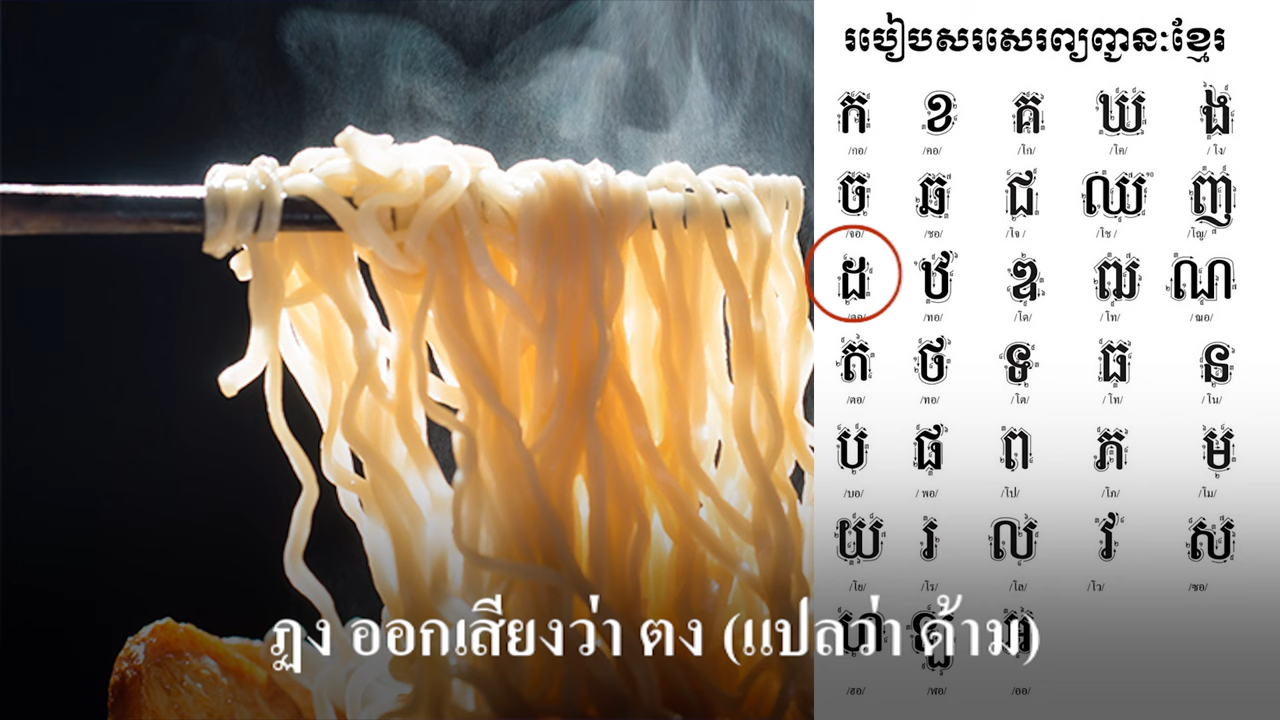 របៀបសរសេរព្យញ្ជនៈខ្មែរ
ក ខ គ ឃ ង
/กอ/ /คอ/ /โก/ /โค/ /โง/
ច ឆ ជ ឈ ញ
/จอ/ /ชอ/ /โจ / /โช / /โญ/
ដ ឋ ឌ ឍ ណ
/ดอ/ /ทอ/ /โด/ /โท/ /ณอ/
ត ថ ទ ធ ន
/ตอ/ /ทอ/ /โต/ /โท/ /โน/
ប ផ ព ភ ម
/บอ/ /พอ/ /โป/ /โภ/ /โม/
យ រ ល វ ស
/โย/ /โร/ /โล/ /โว/ /ซอ/
ហ ឡ អ
ฏง ออกเสียงว่า ตง (แปลว่า ด้าม)
/ฮอ/ /ฬอ/ /ออ/